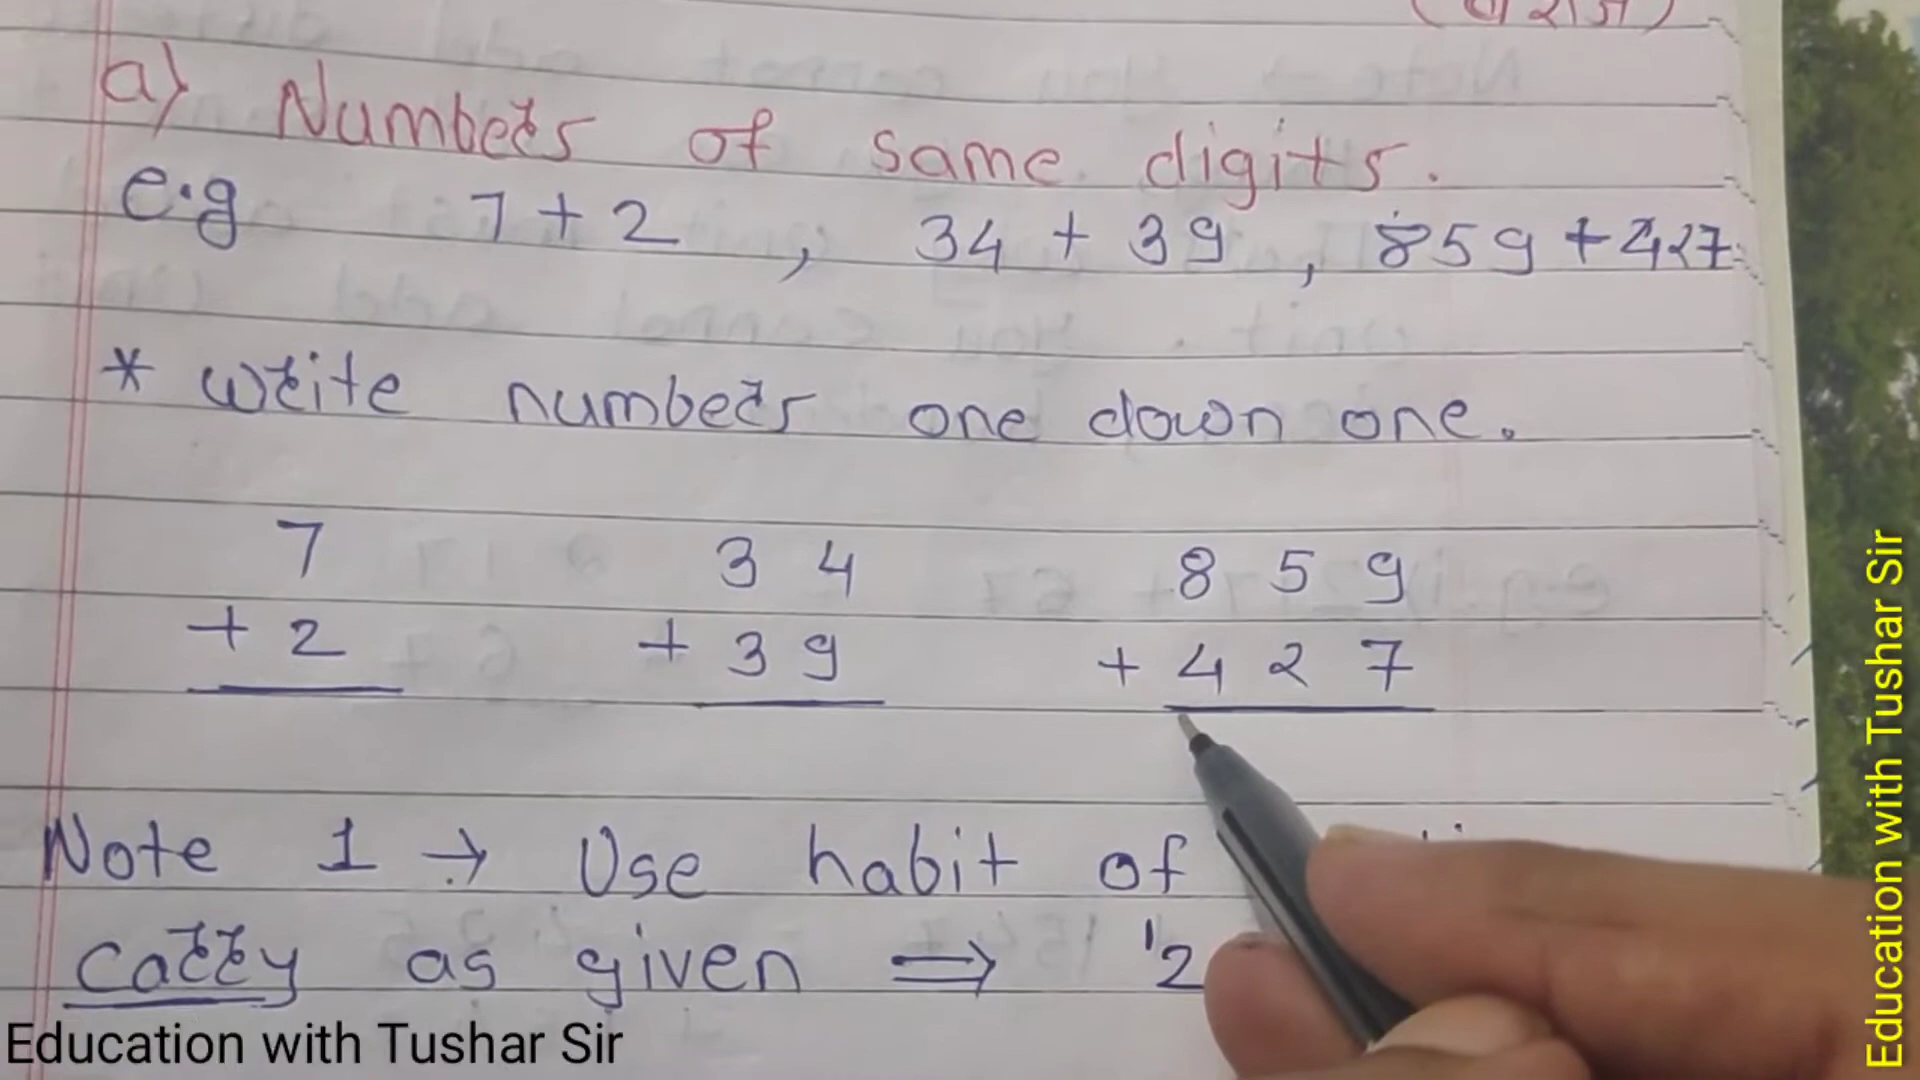 a) Numbers of same digits.
e.g 7+2 , 34 + 39 , 859 + 427
* write numbers one down one.
7 34 859
+ 2 + 39 + 427
Note 1 → Use habit of
carry as given ⇒ '2
Education with Tushar Sir
Education with Tushar Sir